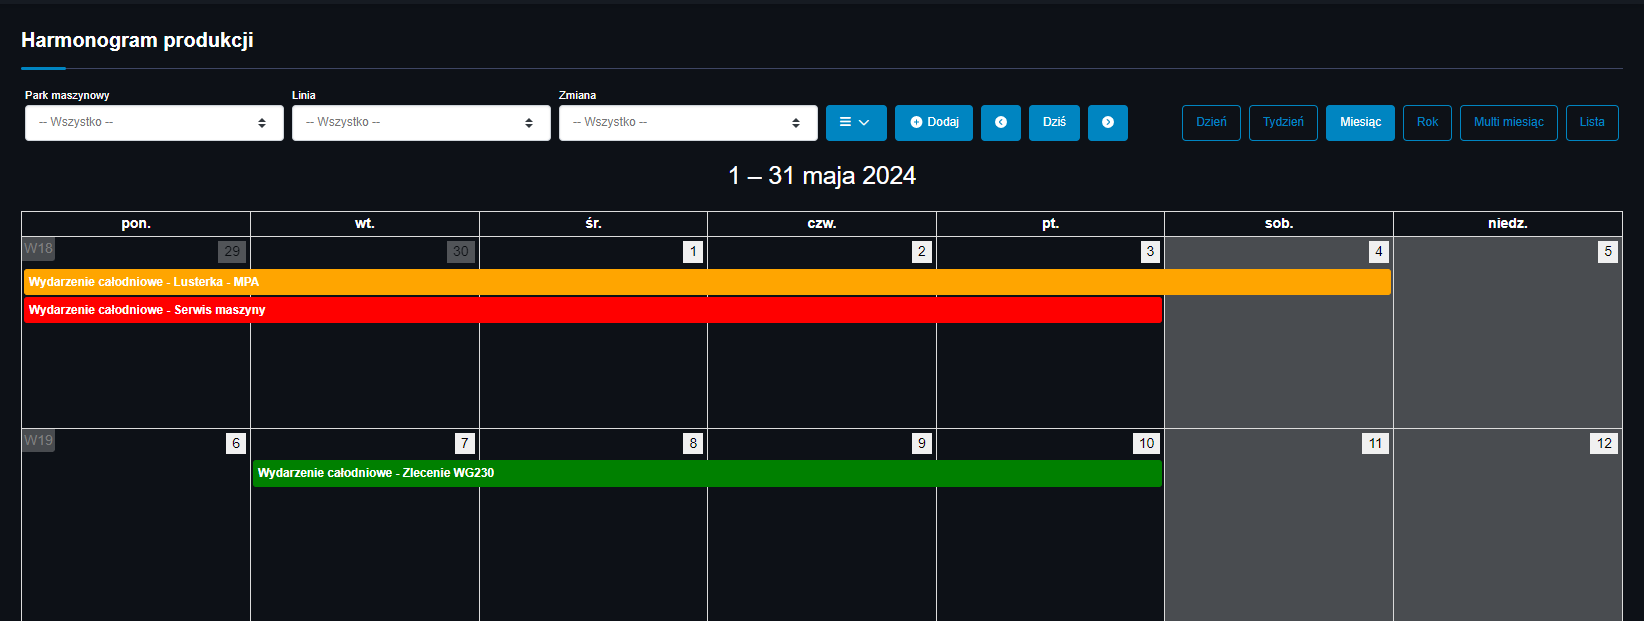 Harmonogram produkcji
Park maszynowy Linia Zmiana
-- Wszystko -- -- Wszystko -- -- Wszystko -- Dodaj Dziś Dzień Tydzień Miesiąc Rok Multi miesiąc Lista
1 – 31 maja 2024
pon. wt. śr. czw. pt. sob. niedz.
W18 29 30 1 2 3 4 5
Wydarzenie całodniowe - Lusterka - MPA
Wydarzenie całodniowe - Serwis maszyny
W19 6 7 8 9 10 11 12
Wydarzenie całodniowe - Zlecenie WG230